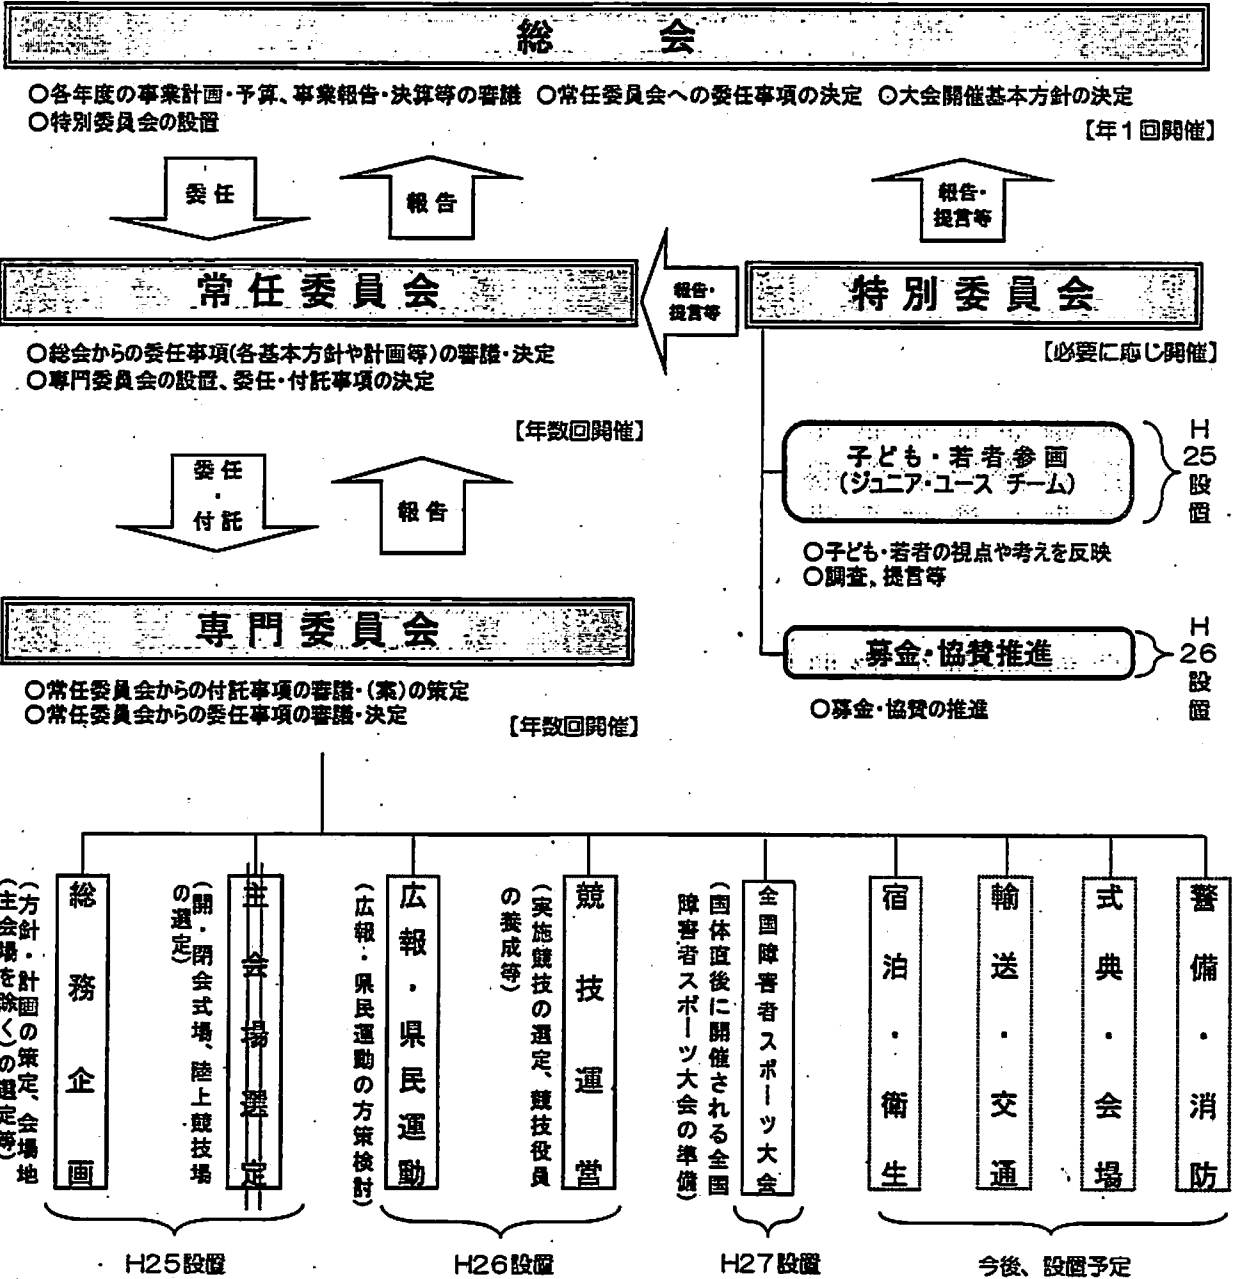 総会
○各年度の事業計画・予算、事業報告・決算等の審議 ○常任委員会への委任事項の決定 ○大会開催基本方針の決定
○特別委員会の設置
【年1回開催】
委任
報告
報告・
提言等
常任委員会
報告・
提言等
特別委員会
○総会からの委任事項(各基本方針や計画等)の審議・決定
○専門委員会の設置、委任・付託事項の決定
【年数回開催】
【必要に応じ開催】
子ども・若者参画
(ジュニア・ユース チーム)
H25設置
○子ども・若者の視点や考えを反映
○調査、提言等
委任
・
付託
報告
専門委員会
○常任委員会からの付託事項の審議・(案)の策定
○常任委員会からの委任事項の審議・決定
【年数回開催】
募金・協賛推進
H26設置
○募金・協賛の推進
総務企画
(方針・計画の策定、会場地
(主会場を除く)の選定等)
主会場選定
(開・閉会式場、陸上競技場
の選定)
広報・県民運動
(広報・県民運動の方策検討)
競技運営
(実施競技の選定、競技役員
の養成等)
全国障害者スポーツ大会
(国体直後に開催される全国
障害者スポーツ大会の準備)
宿泊・衛生
輸送・交通
式典・会場
警備・消防
H25設置
H26設置
H27設置
今後、設置予定